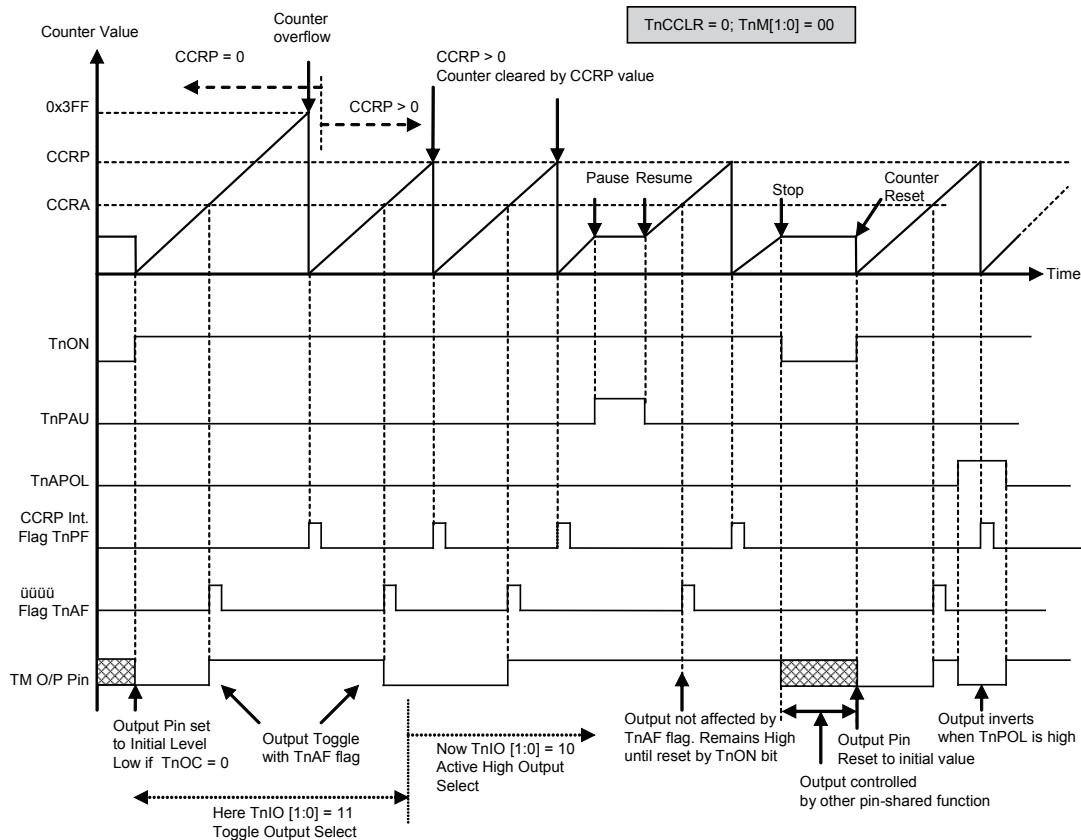 TnCCLR = 0; TnM[1:0] = 00
Counter Value
Counter
overflow
CCRP = 0
CCRP > 0
CCRP > 0
Counter cleared by CCRP value
0x3FF
CCRP
CCRA
Pause
Resume
Stop
Counter
Reset
Time
TnON
TnPAU
TnAPOL
CCRP Int.
Flag TnPF
üüüü
Flag TnAF
TM O/P Pin
Output Pin set
to Initial Level
Low if TnOC = 0
Output Toggle
with TnAF flag
Now TnIO [1:0] = 10
Active High Output
Select
Here TnIO [1:0] = 11
Toggle Output Select
Output not affected by
TnAF flag. Remains High
until reset by TnON bit
Output Pin
Reset to initial value
Output controlled
by other pin-shared function
Output inverts
when TnPOL is high